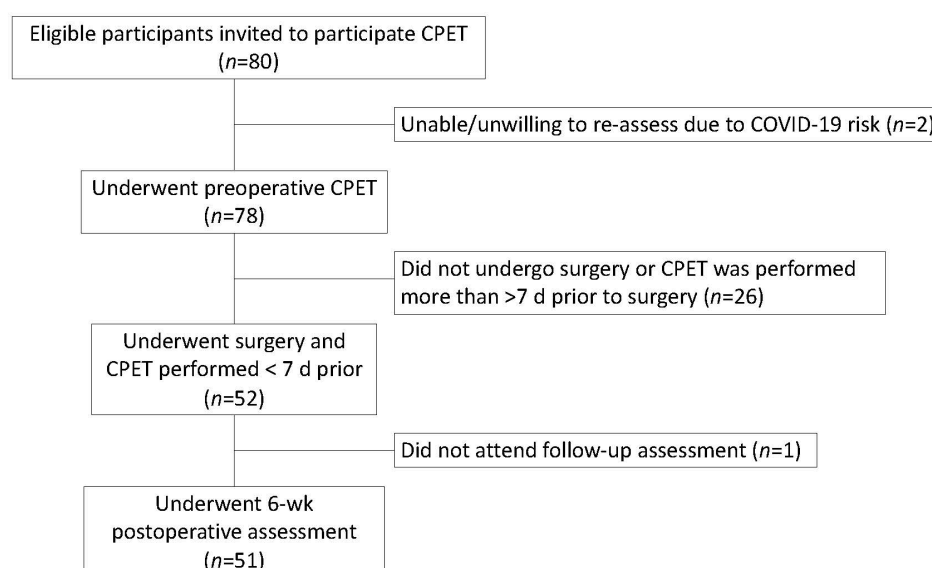 Eligible participants invited to participate CPET
(n=80)
Unable/unwilling to re-assess due to COVID-19 risk (n=2)
Underwent preoperative CPET
(n=78)
Did not undergo surgery or CPET was performed
more than >7 d prior to surgery (n=26)
Underwent surgery and
CPET performed < 7 d prior
(n=52)
Did not attend follow-up assessment (n=1)
Underwent 6-wk
postoperative assessment
(n=51)